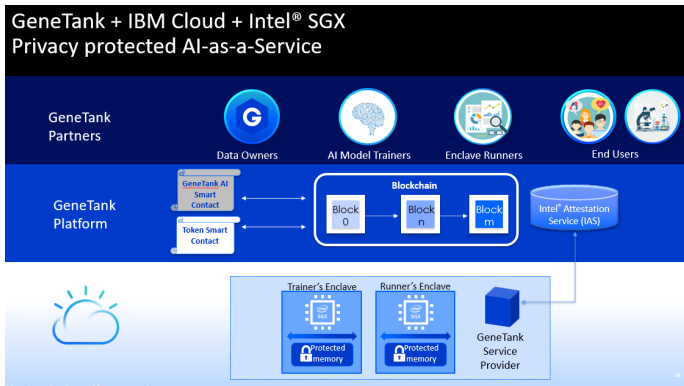 GeneTank + IBM Cloud + Intel® SGX
Privacy protected AI-as-a-Service
GeneTank
Partners
G
Data Owners
AI Model Trainers
Enclave Runners
End Users
GeneTank
Platform
GeneTank AI
Smart
Contact
Token Smart
Contact
Blockchain
Block
0
Block
n
Block
m
Intel® Attestation
Service (IAS)
Trainer's Enclave
Runner's Enclave
SGX
SGX
Protected
memory
Protected
memory
GeneTank
Service
Provider